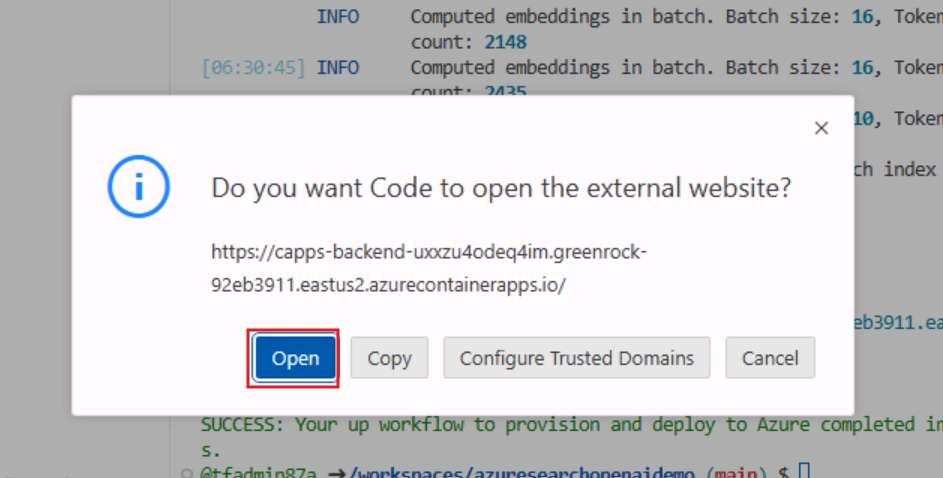 INFO Computed embeddings in batch. Batch size: 16, Token
count: 2148
[06:30:45] INFO Computed embeddings in batch. Batch size: 16, Token
count: 2435
10, Token
Do you want Code to open the external website?
ch index
https://capps-backend-uxxzu4odeq4im.greenrock-
92eb3911.eastus2.azurecontainerapps.io/
eb3911.ea
Open Copy Configure Trusted Domains Cancel
SUCCESS: Your up workflow to provision and deploy to Azure completed in
s.
@tfadmin87a ➜/workspaces/azuresearchopenaidemo (main) $